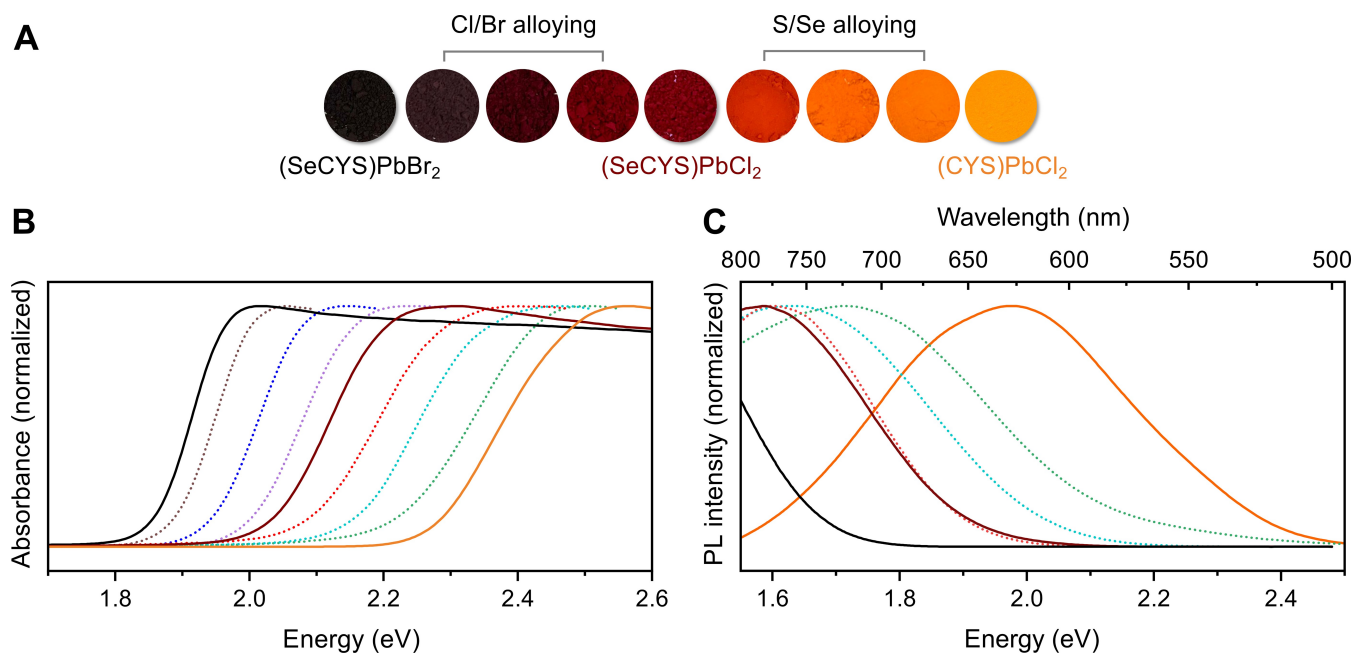 A
Cl/Br alloying
S/Se alloying
(SeCYS)PbBr₂
(SeCYS)PbCl₂
(CYS)PbCl₂
B
Absorbance (normalized)
1.8
2.0
2.2
2.4
2.6
Energy (eV)
C
Wavelength (nm)
800
750
700
650
600
550
500
PL intensity (normalized)
1.6
1.8
2.0
2.2
2.4
Energy (eV)